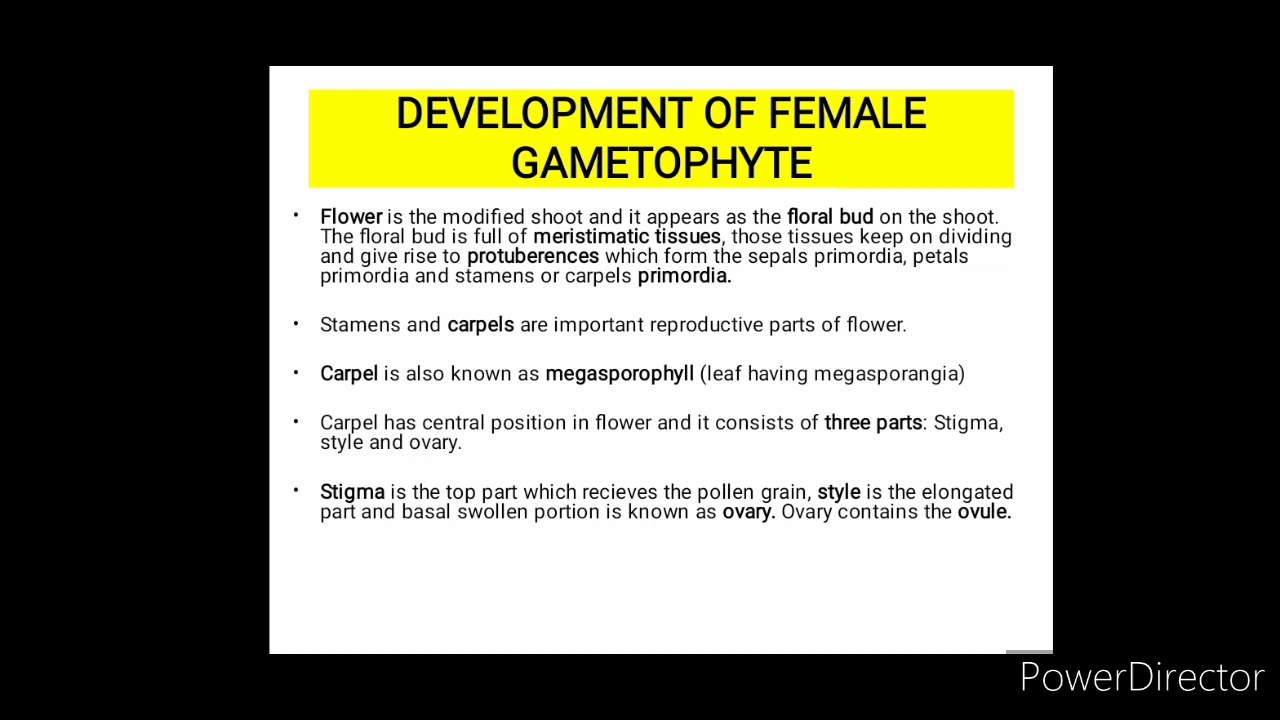 DEVELOPMENT OF FEMALE
GAMETOPHYTE
• Flower is the modified shoot and it appears as the floral bud on the shoot.
The floral bud is full of meristimatic tissues, those tissues keep on dividing
and give rise to protuberences which form the sepals primordia, petals
primordia and stamens or carpels primordia.
• Stamens and carpels are important reproductive parts of flower.
• Carpel is also known as megasporophyll (leaf having megasporangia)
• Carpel has central position in flower and it consists of three parts: Stigma,
style and ovary.
• Stigma is the top part which recieves the pollen grain, style is the elongated
part and basal swollen portion is known as ovary. Ovary contains the ovule.
PowerDirector